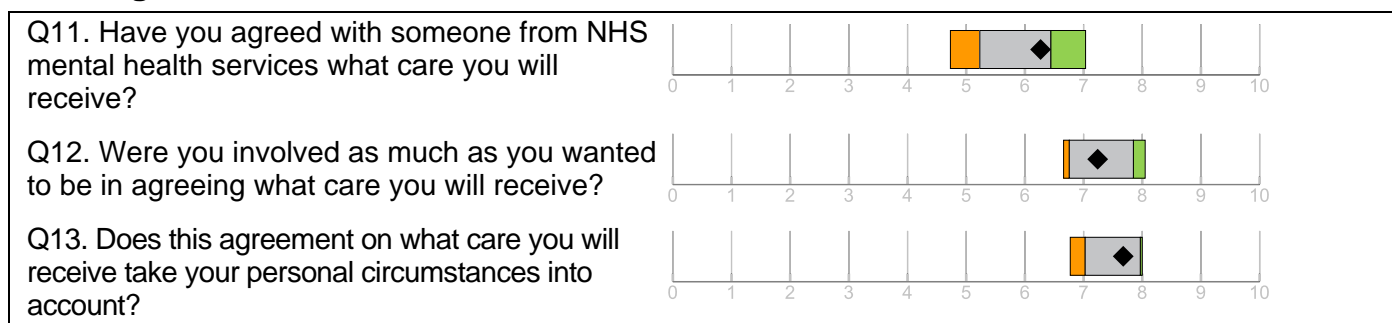 Q11. Have you agreed with someone from NHS
mental health services what care you will
receive?
0 1 2 3 4 5 6 7 8 9 10
Q12. Were you involved as much as you wanted
to be in agreeing what care you will receive?
0 1 2 3 4 5 6 7 8 9 10
Q13. Does this agreement on what care you will
receive take your personal circumstances into
account?
0 1 2 3 4 5 6 7 8 9 10